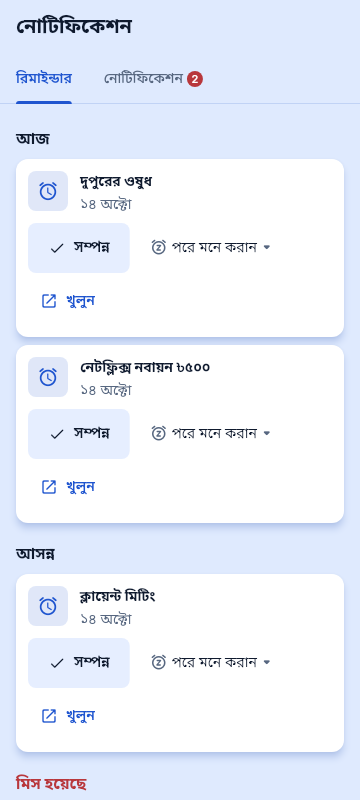 নোটিফিকেশন
রিমাইন্ডার নোটিফিকেশন 2
আজ
দুপুরের ওষুধ
১৪ অক্টো
সম্পন্ন পরে মনে করান
খুলুন
নেটফ্লিক্স নবায়ন ৳৫০০
১৪ অক্টো
সম্পন্ন পরে মনে করান
খুলুন
আসন্ন
ক্লায়েন্ট মিটিং
১৪ অক্টো
সম্পন্ন পরে মনে করান
খুলুন
মিস হয়েছে